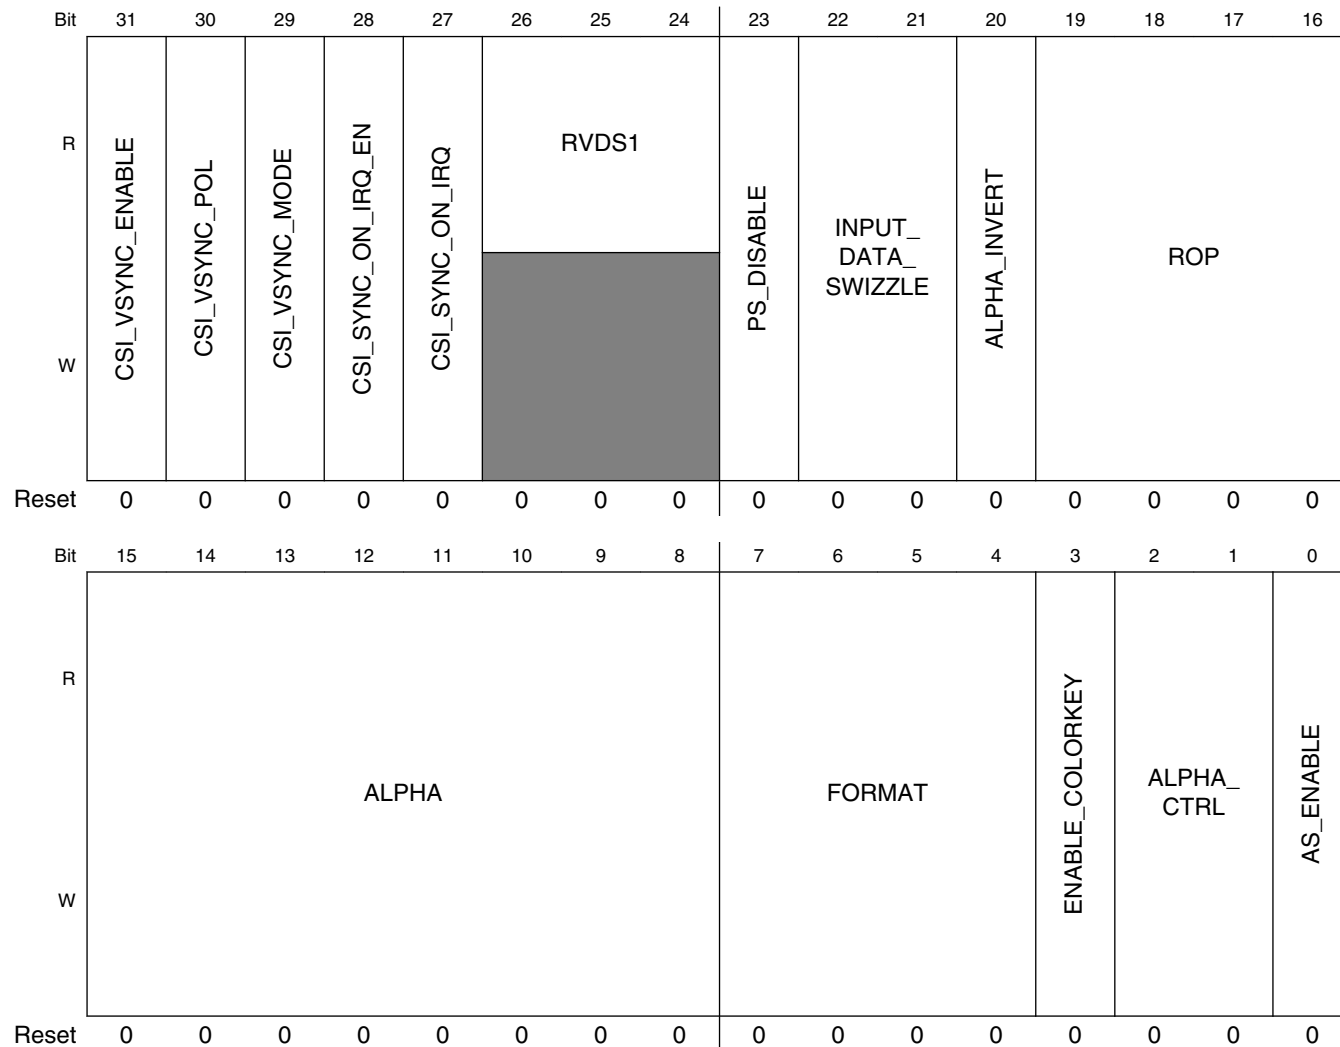 Bit 31 30 29 28 27 26 25 24 23 22 21 20 19 18 17 16
R
W
CSI_VSYNC_ENABLE
CSI_VSYNC_POL
CSI_VSYNC_MODE
CSI_SYNC_ON_IRQ_EN
CSI_SYNC_ON_IRQ
RVDS1
PS_DISABLE
INPUT_
DATA_
SWIZZLE
ALPHA_INVERT
ROP
Reset 0 0 0 0 0 0 0 0 0 0 0 0 0 0 0 0
Bit 15 14 13 12 11 10 9 8 7 6 5 4 3 2 1 0
R
W
ALPHA
FORMAT
ENABLE_COLORKEY
ALPHA_
CTRL
AS_ENABLE
Reset 0 0 0 0 0 0 0 0 0 0 0 0 0 0 0 0